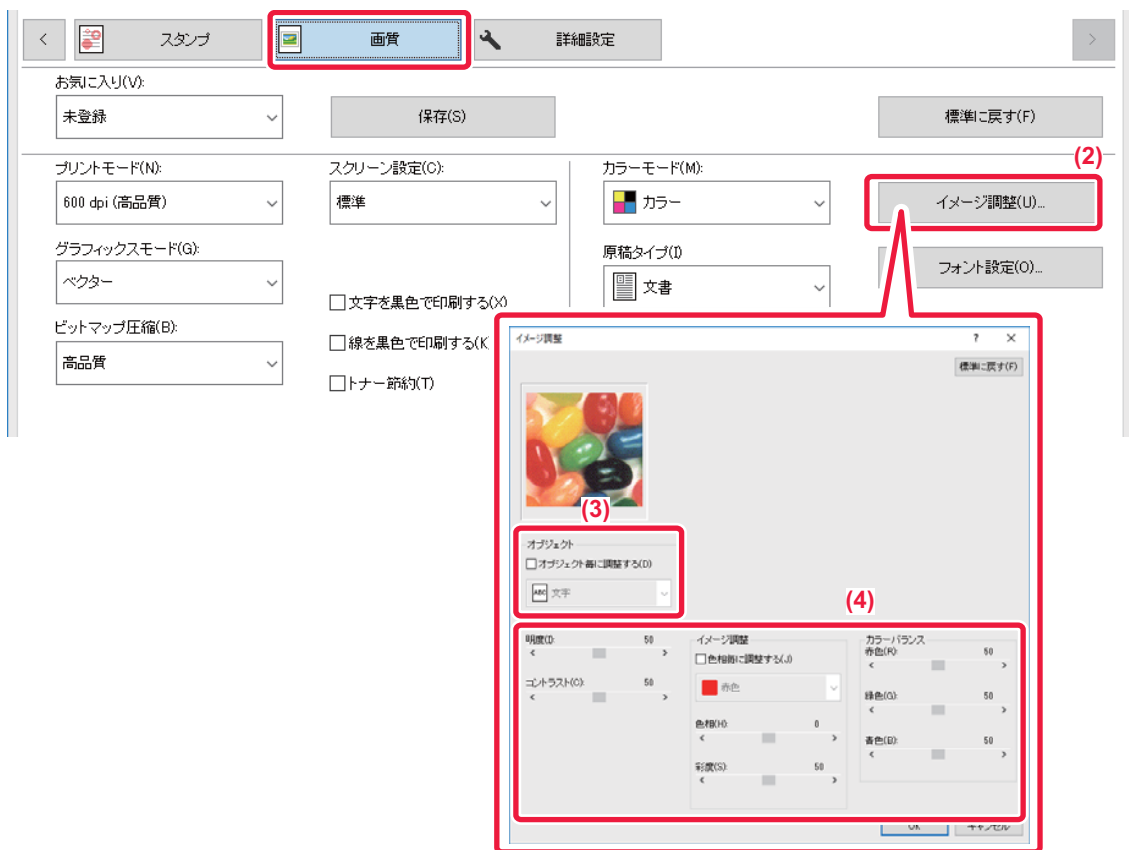 スタンプ
画質
詳細設定
お気に入り(V):
未登録
保存(S)
標準に戻す(F)
(2)
プリントモード(N):
スクリーン設定(C):
カラーモード(M):
600 dpi (高品質)
標準
カラー
イメージ調整(U)...
グラフィックスモード(G):
原稿タイプ(I)
ベクター
文書
フォント設定(O)...
文字を黒色で印刷する(X)
ビットマップ圧縮(B):
線を黒色で印刷する(K
高品質
トナー節約(T)
イメージ調整
標準に戻す(F)
(3)
オブジェクト
オブジェクト毎に調整する(D)
ABC 文字
(4)
明度(I): 50
コントラスト(C): 50
イメージ調整
色相毎に調整する(J)
赤色
色相(H): 0
彩度(S): 50
カラーバランス
赤色(R): 50
緑色(G): 50
青色(B): 50
OK
キャンセル